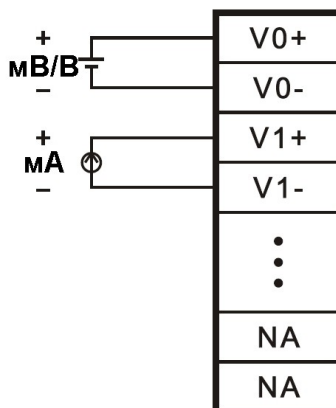 +
мВ/В
−
+
мА
−
V0+
V0-
V1+
V1-
NA
NA